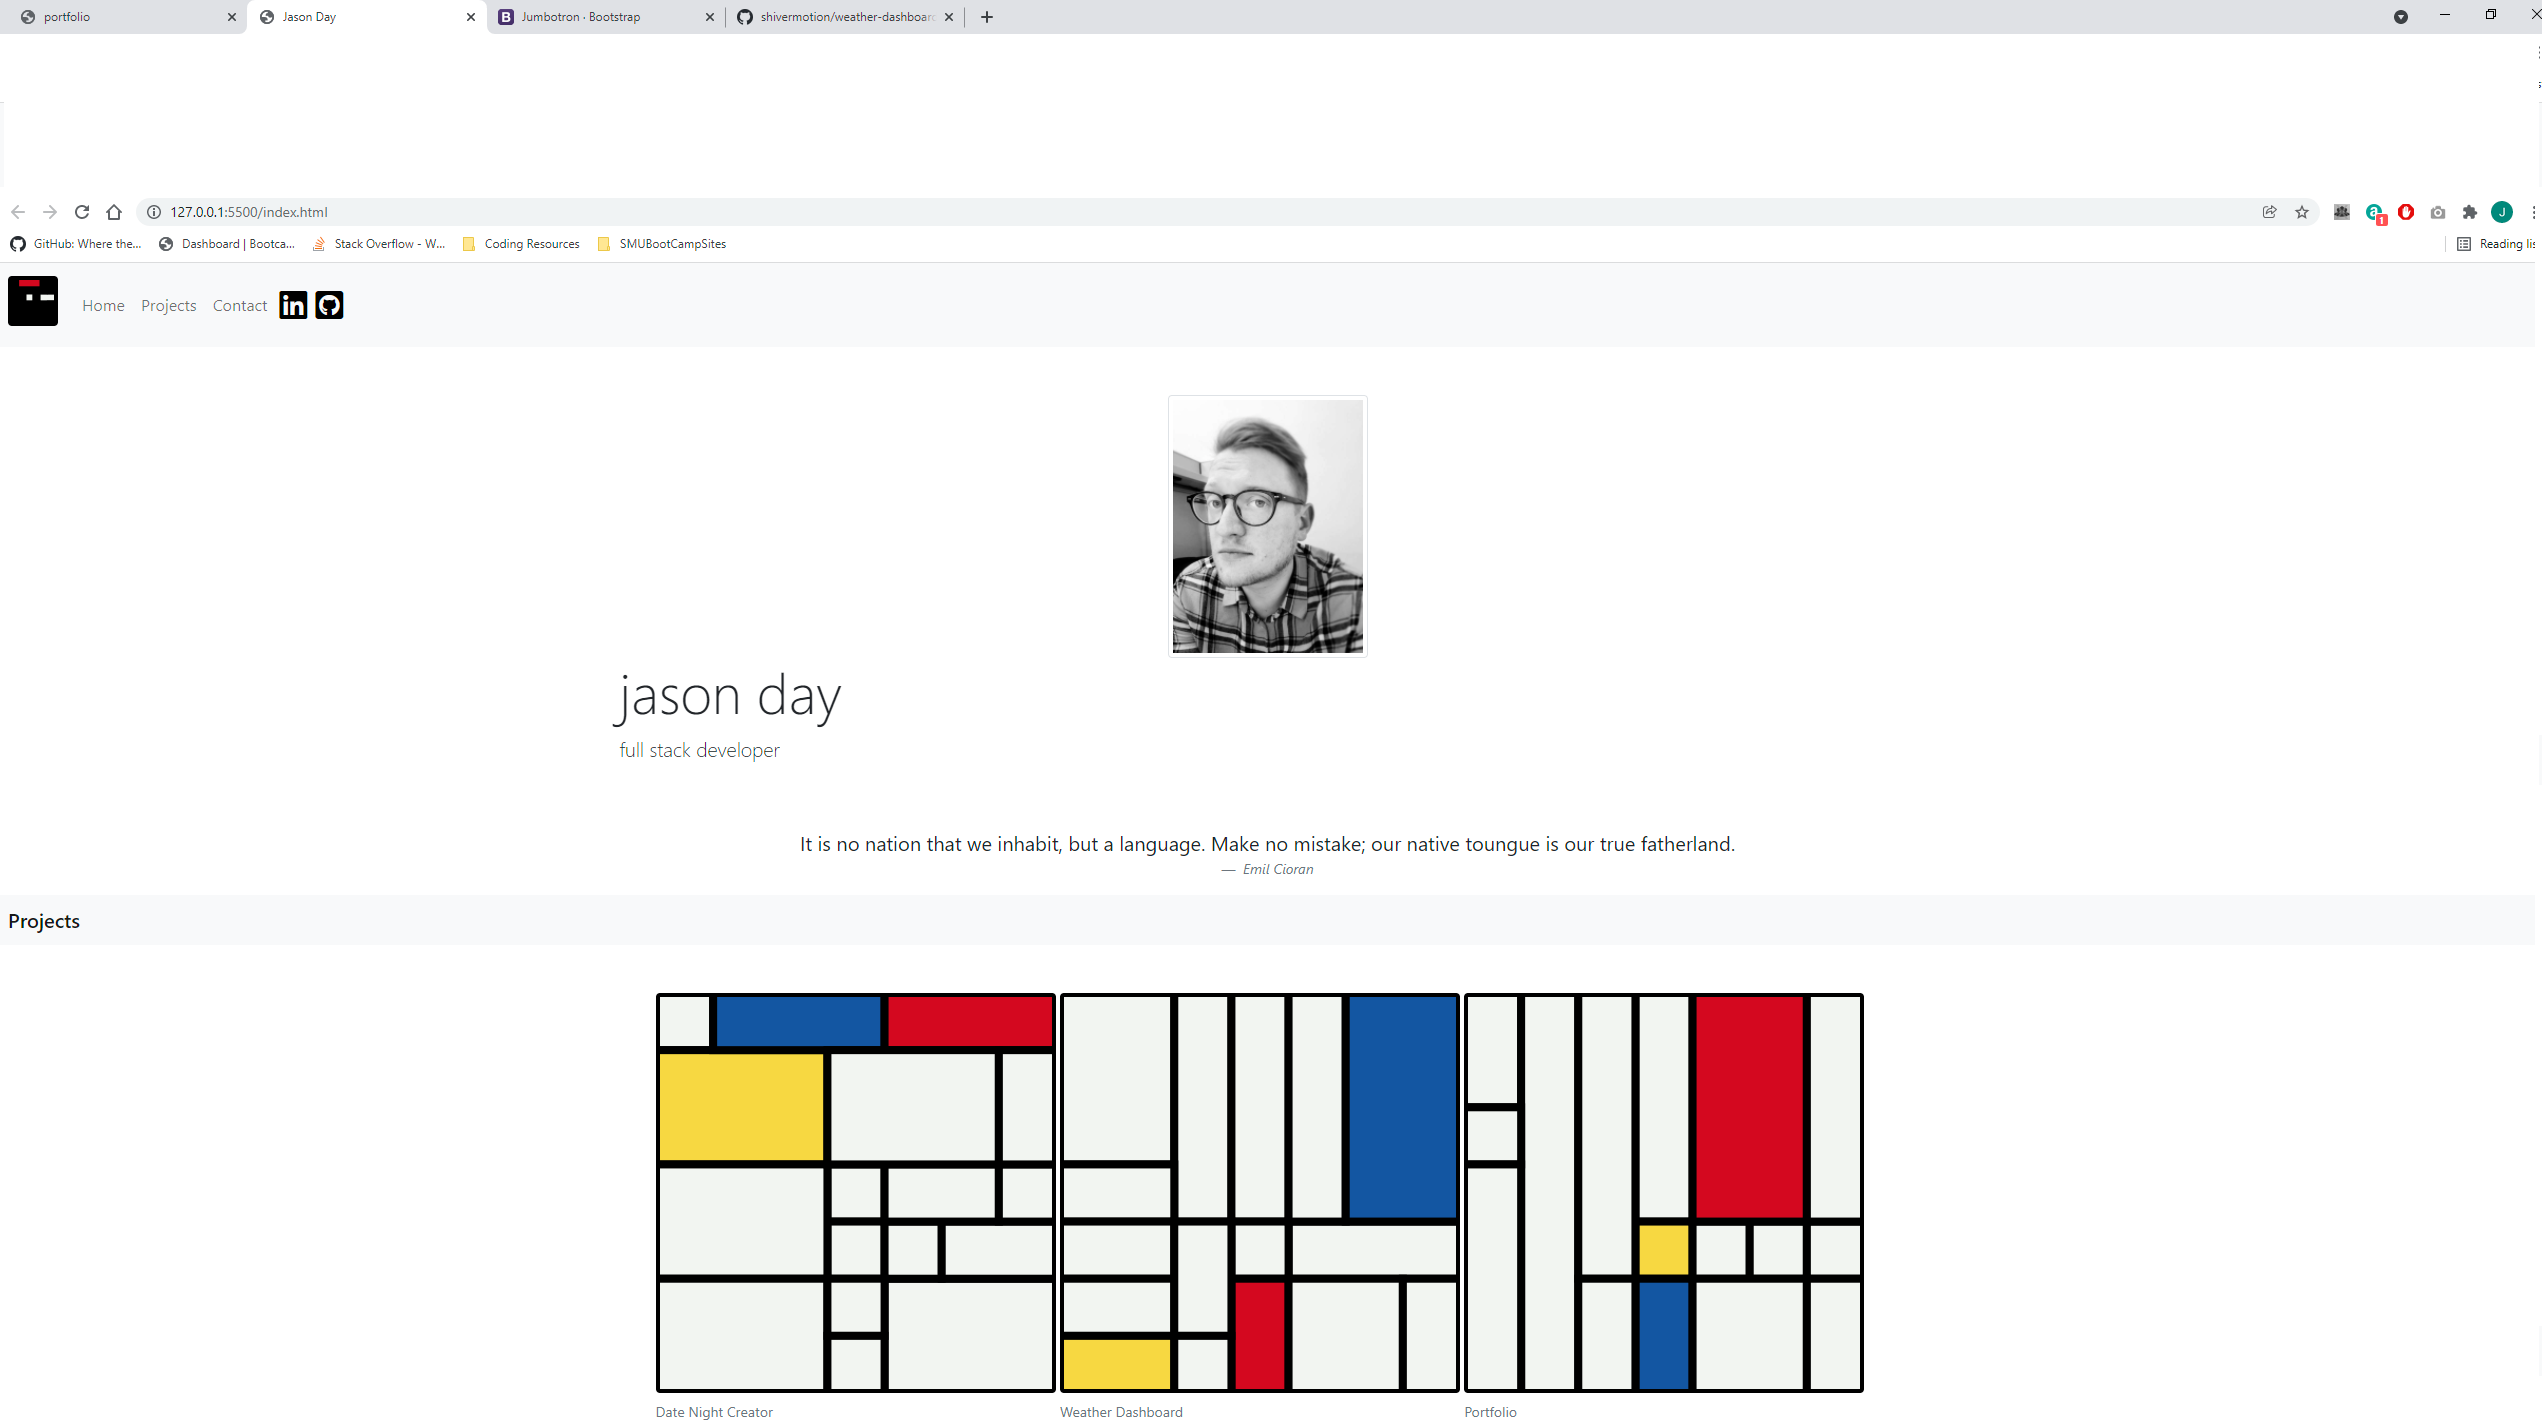 portfolio
Jason Day
Jumbotron · Bootstrap
shivermotion/weather-dashboard
127.0.0.1:5500/index.html
1
J
GitHub: Where the...
Dashboard | Bootca...
Stack Overflow - W...
Coding Resources
SMUBootCampSites
Reading lis
Home
Projects
Contact
in
jason day
full stack developer
It is no nation that we inhabit, but a language. Make no mistake; our native toungue is our true fatherland.
— Emil Cioran
Projects
Date Night Creator
Weather Dashboard
Portfolio